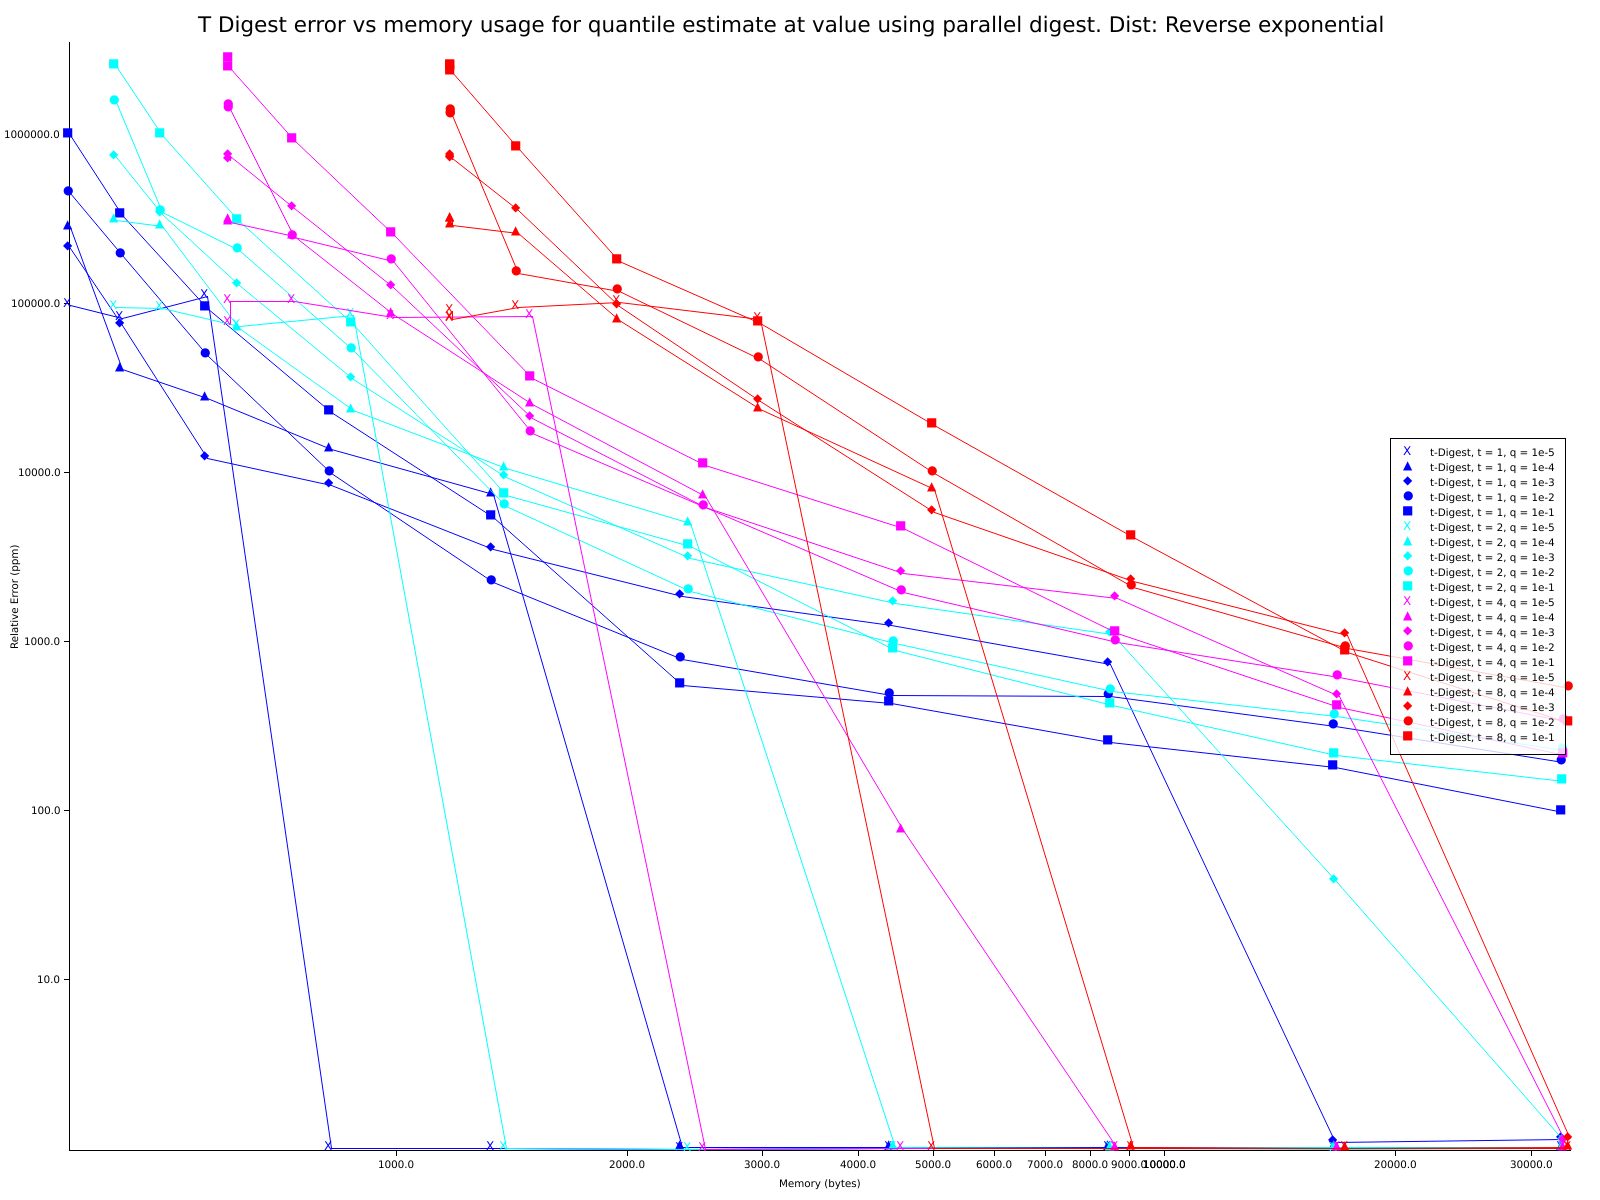 T Digest error vs memory usage for quantile estimate at value using parallel digest. Dist: Reverse exponential
1000000.0
100000.0
10000.0
1000.0
100.0
10.0
Relative Error (ppm)
t-Digest, t = 1, q = 1e-5
t-Digest, t = 1, q = 1e-4
t-Digest, t = 1, q = 1e-3
t-Digest, t = 1, q = 1e-2
t-Digest, t = 1, q = 1e-1
t-Digest, t = 2, q = 1e-5
t-Digest, t = 2, q = 1e-4
t-Digest, t = 2, q = 1e-3
t-Digest, t = 2, q = 1e-2
t-Digest, t = 2, q = 1e-1
t-Digest, t = 4, q = 1e-5
t-Digest, t = 4, q = 1e-4
t-Digest, t = 4, q = 1e-3
t-Digest, t = 4, q = 1e-2
t-Digest, t = 4, q = 1e-1
t-Digest, t = 8, q = 1e-5
t-Digest, t = 8, q = 1e-4
t-Digest, t = 8, q = 1e-3
t-Digest, t = 8, q = 1e-2
t-Digest, t = 8, q = 1e-1
1000.0 2000.0 3000.0 4000.0 5000.0 6000.0 7000.0 8000.0 9000.0 10000.0 20000.0 30000.0
Memory (bytes)